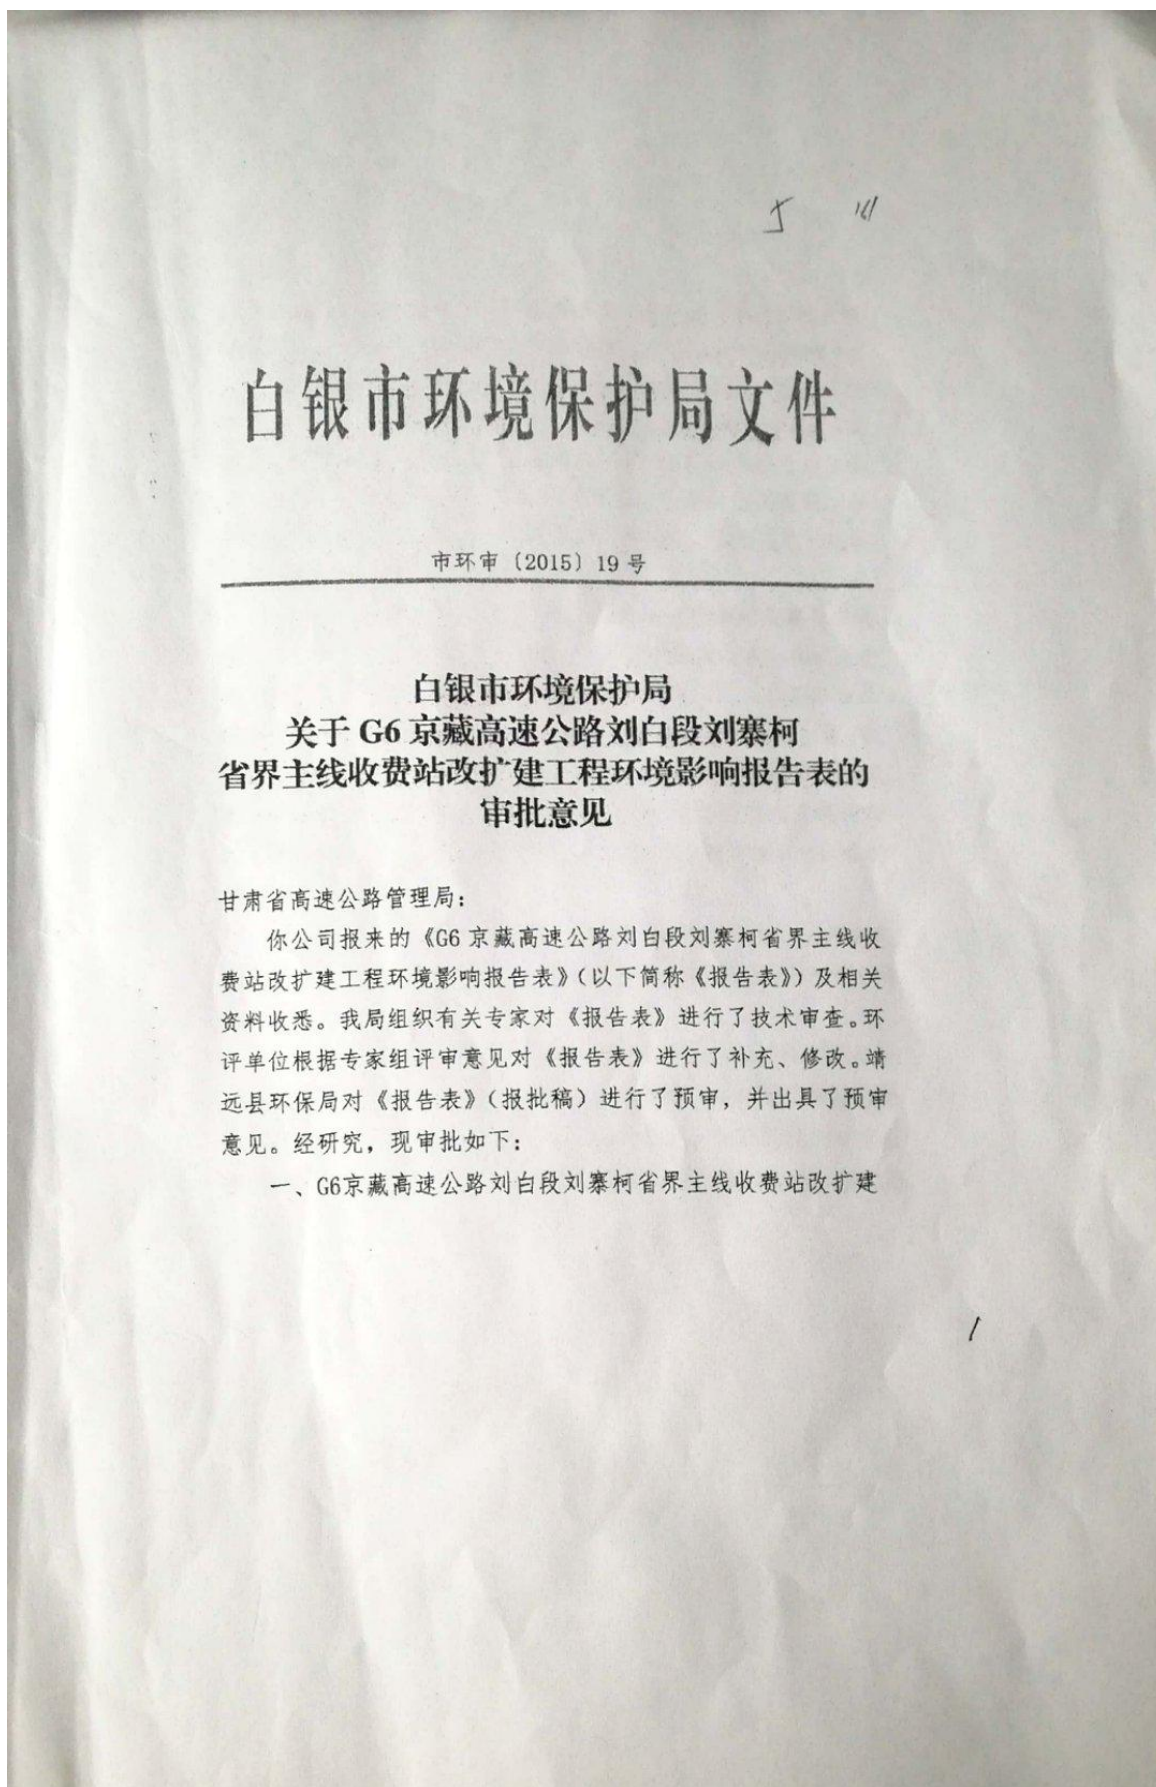 白银市环境保护局文件
市环审〔2015〕19号
白银市环境保护局
关于 G6 京藏高速公路刘白段刘寨柯
省界主线收费站改扩建工程环境影响报告表的
审批意见
甘肃省高速公路管理局：
你公司报来的《G6 京藏高速公路刘白段刘寨柯省界主线收
费站改扩建工程环境影响报告表》（以下简称《报告表》）及相关
资料收悉。我局组织有关专家对《报告表》进行了技术审查。环
评单位根据专家组评审意见对《报告表》进行了补充、修改。靖
远县环保局对《报告表》（报批稿）进行了预审，并出具了预审
意见。经研究，现审批如下：
一、G6京藏高速公路刘白段刘寨柯省界主线收费站改扩建